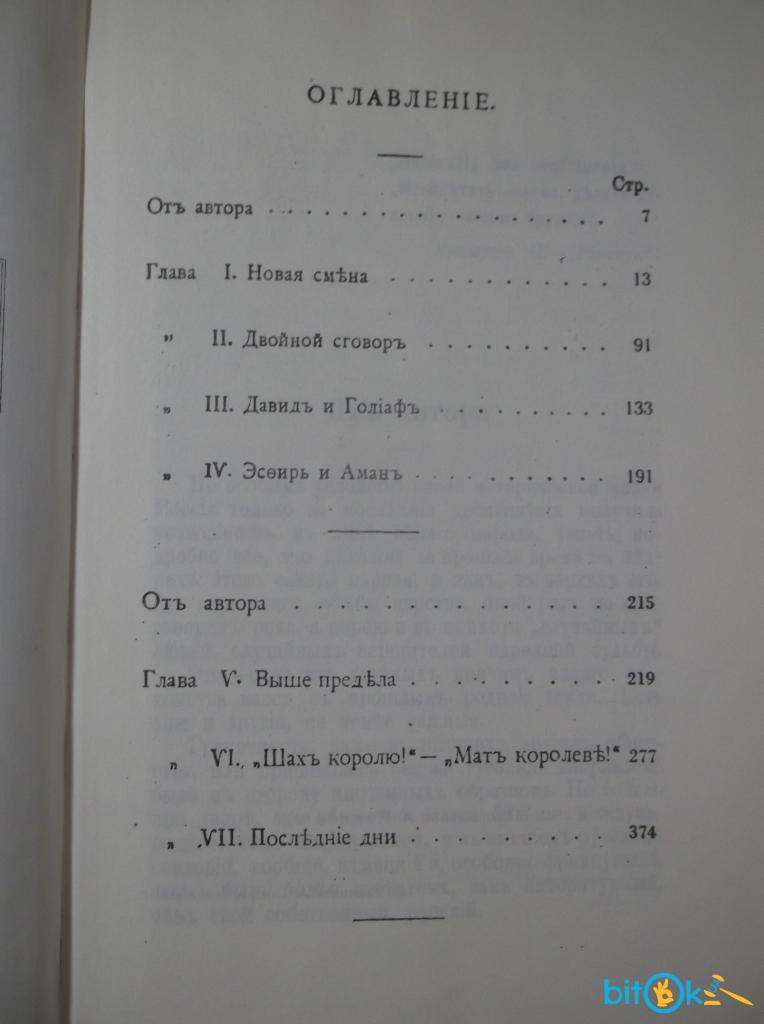 ОГЛАВЛЕНІЕ.
Стр.
Отъ автора . . . . . . . . . . . . . . . . . . . 7
Глава I. Новая смѣна . . . . . . . . . . . . 13
„ II. Двойной сговоръ . . . . . . . . . . 91
„ III. Давидъ и Голіафъ . . . . . . . . . 133
„ IV. Эсѳирь и Аманъ . . . . . . . . . . . 191
Отъ автора . . . . . . . . . . . . . . . . . . . 215
Глава V. Выше предѣла . . . . . . . . . . . 219
„ VI. „Шахъ королю!“ — „Матъ королевѣ!“ 277
„ VII. Послѣдніе дни . . . . . . . . . . . . 374
bitok.ua